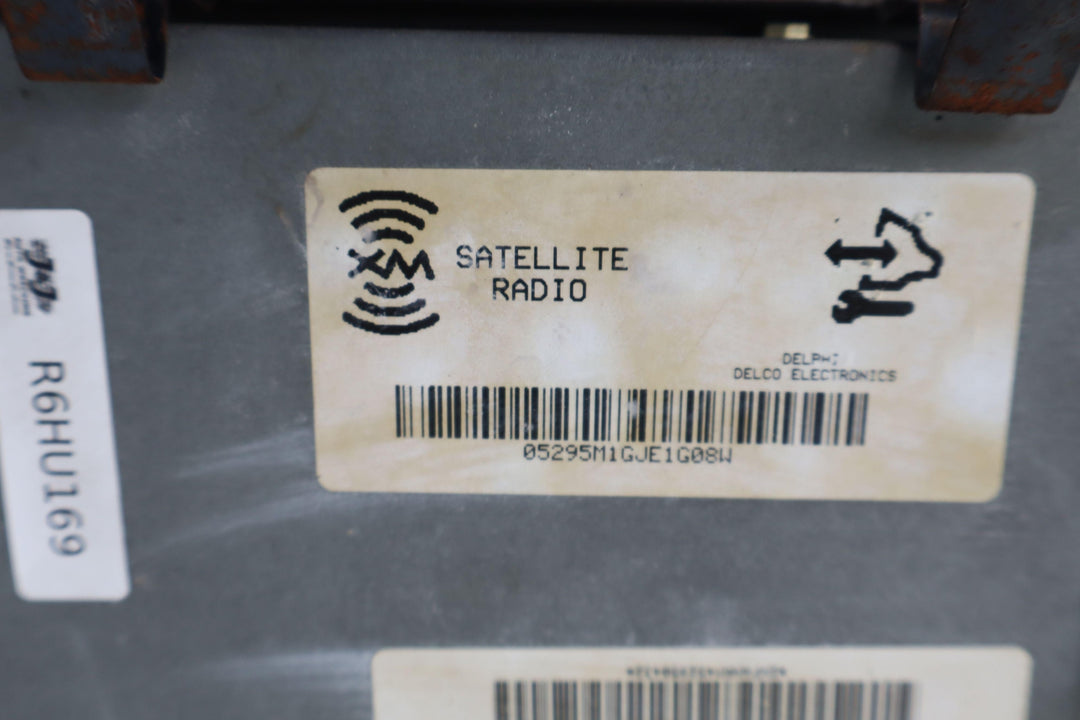 XM
SATELLITE
RADIO
DELPHI
DELCO ELECTRONICS
05295M1GJE1G08W
R6HU169